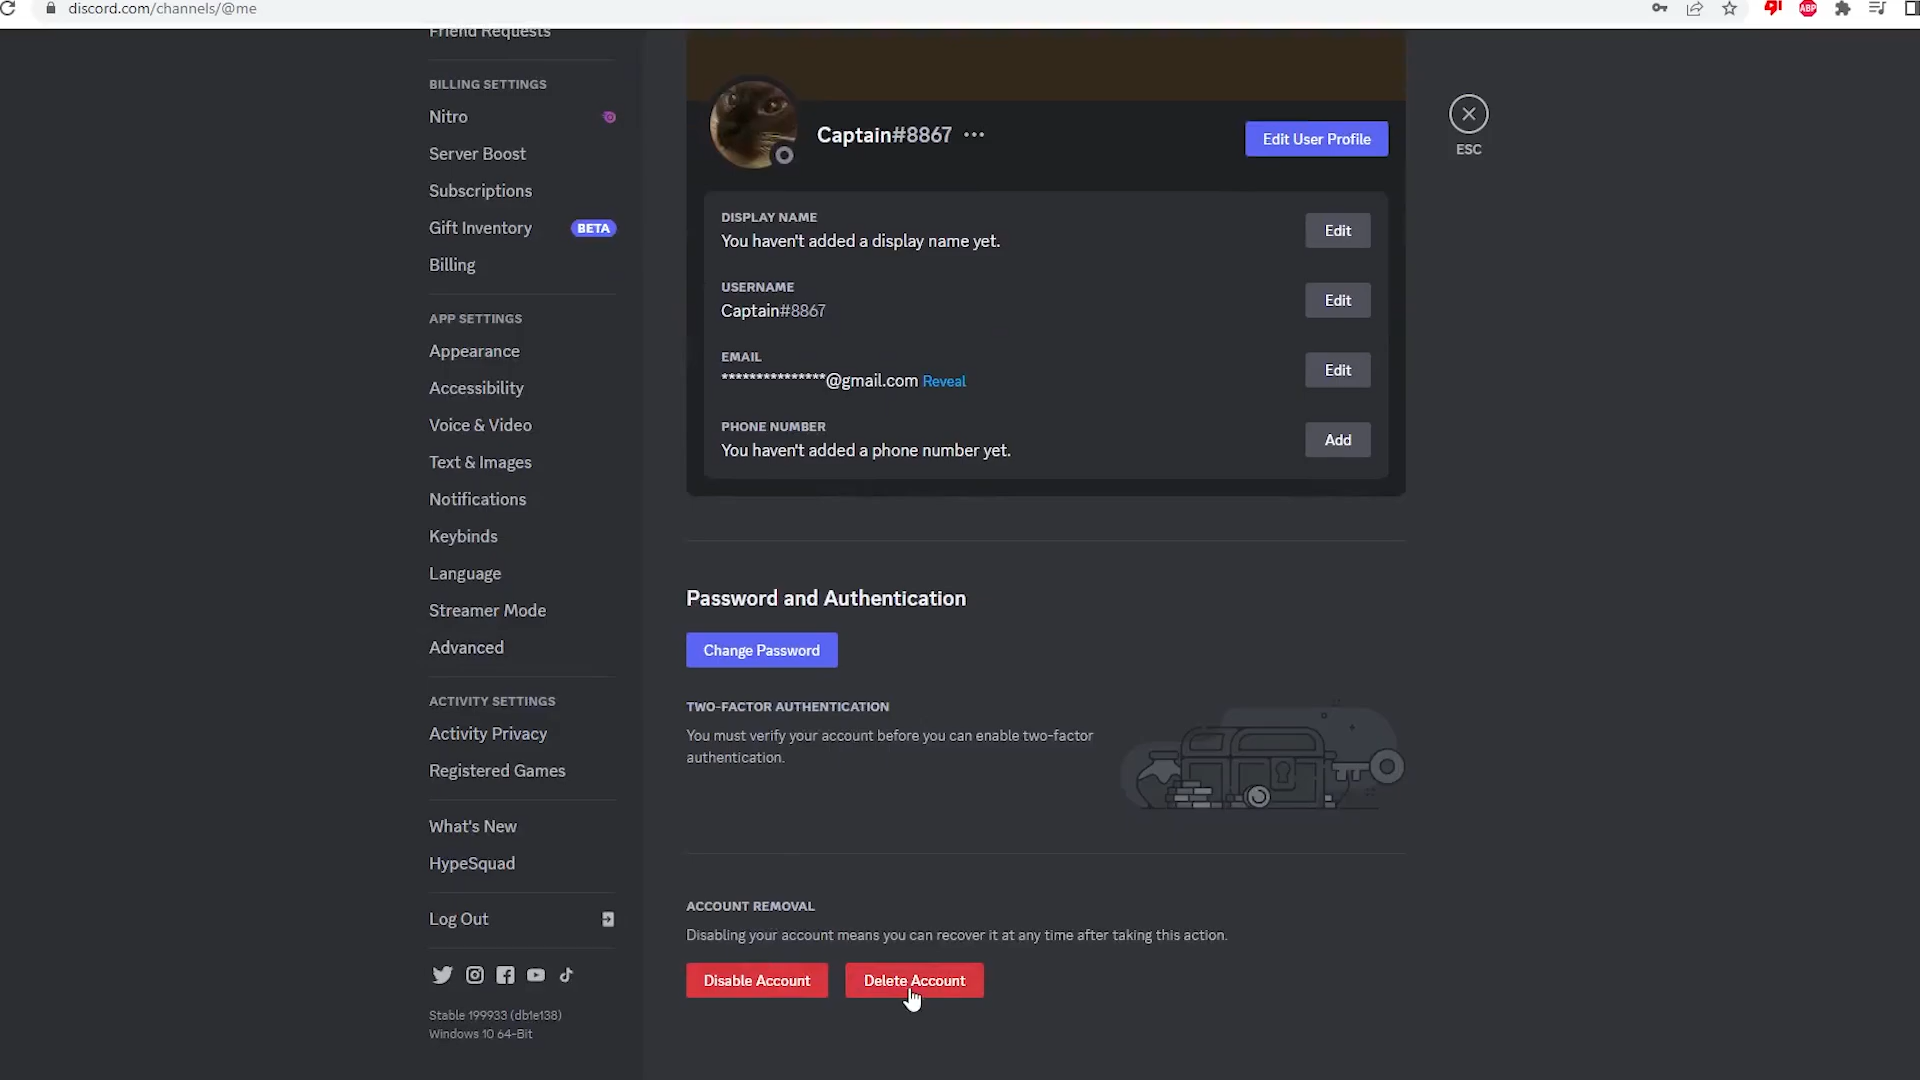 discord.com/channels/@me
ABP
Friend Requests
BILLING SETTINGS
Nitro
Server Boost
Subscriptions
Gift Inventory BETA
Billing
APP SETTINGS
Appearance
Accessibility
Voice & Video
Text & Images
Notifications
Keybinds
Language
Streamer Mode
Advanced
ACTIVITY SETTINGS
Activity Privacy
Registered Games
What's New
HypeSquad
Log Out
Stable 199933 (db1e138)
Windows 10 64-Bit
Captain#8867
Edit User Profile
ESC
DISPLAY NAME
You haven't added a display name yet.
Edit
USERNAME
Captain#8867
Edit
EMAIL
***************@gmail.com Reveal
Edit
PHONE NUMBER
You haven't added a phone number yet.
Add
Password and Authentication
Change Password
TWO-FACTOR AUTHENTICATION
You must verify your account before you can enable two-factor
authentication.
ACCOUNT REMOVAL
Disabling your account means you can recover it at any time after taking this action.
Disable Account
Delete Account